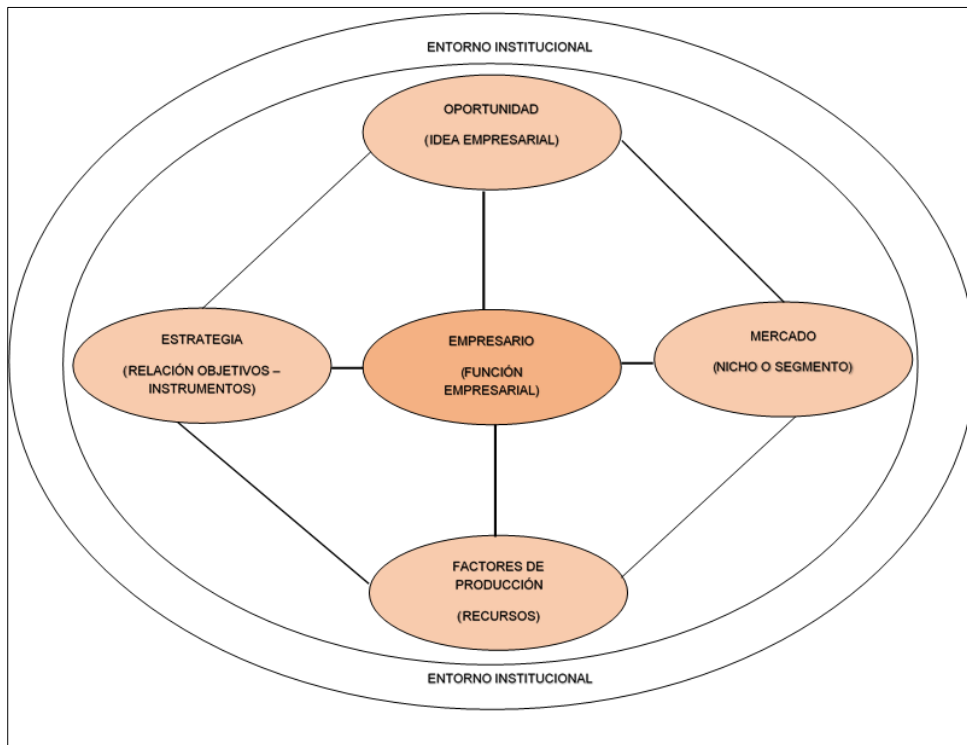 ENTORNO INSTITUCIONAL
OPORTUNIDAD
(IDEA EMPRESARIAL)
ESTRATEGIA
(RELACIÓN OBJETIVOS –
INSTRUMENTOS)
EMPRESARIO
(FUNCIÓN
EMPRESARIAL)
MERCADO
(NICHO O SEGMENTO)
FACTORES DE
PRODUCCIÓN
(RECURSOS)
ENTORNO INSTITUCIONAL